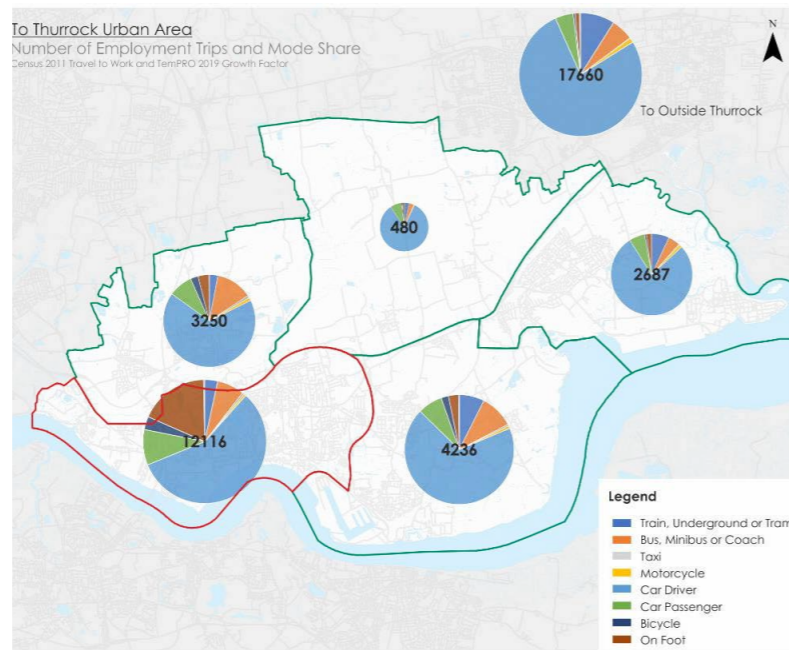 To Thurrock Urban Area
Number of Employment Trips and Mode Share
Census 2011 Travel to Work and TemPRO 2019 Growth Factor
N
17660
To Outside Thurrock
480
2687
3250
12116
4236
Legend
Train, Underground or Tram
Bus, Minibus or Coach
Taxi
Motorcycle
Car Driver
Car Passenger
Bicycle
On Foot